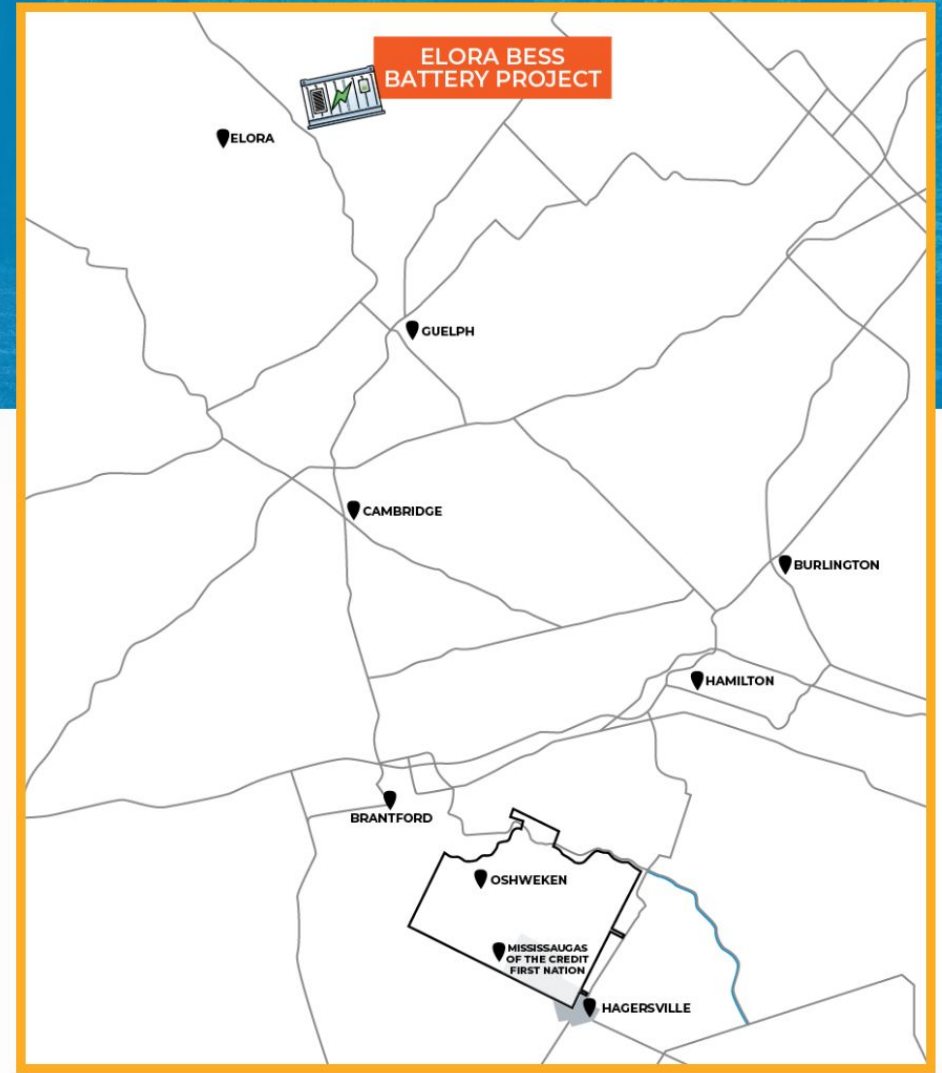 ELORA BESS
BATTERY PROJECT
ELORA
GUELPH
CAMBRIDGE
BURLINGTON
HAMILTON
BRANTFORD
OSHWEKEN
MISSISSAUGAS
OF THE CREDIT
FIRST NATION
HAGERSVILLE